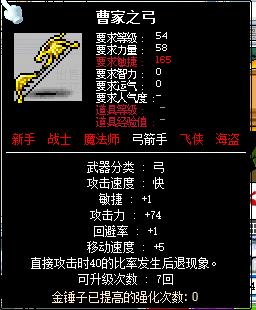 曹家之弓
要求等级: 54
要求力量: 58
要求敏捷: 165
要求智力: 0
要求运气: 0
要求人气度: -
道具等级: -
道具经验值: -
新手 战士 魔法师 弓箭手 飞侠 海盗
武器分类 : 弓
攻击速度 : 快
敏捷 : +1
攻击力 : +74
回避率 : +1
移动速度 : +5
直接攻击时40的比率发生后退现象。
可升级次数 : 7回
金锤子已提高的强化次数: 0